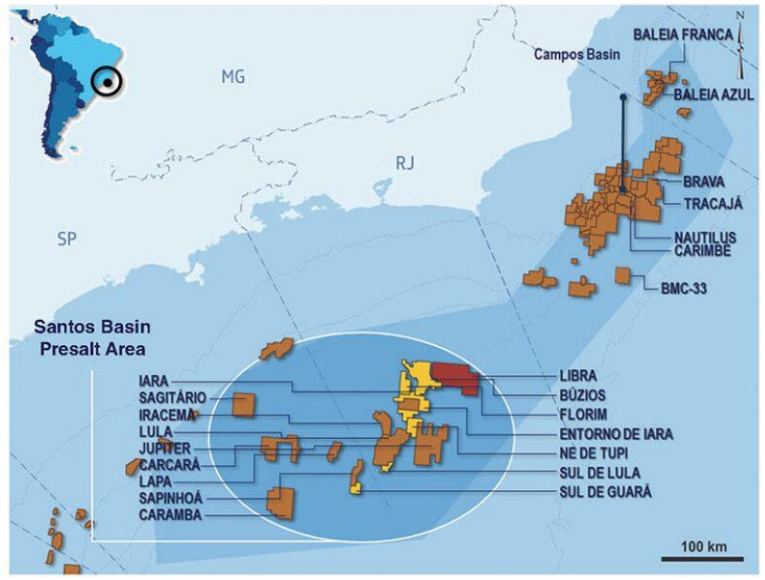 N
BALEIA FRANCA
Campos Basin
BALEIA AZUL
MG
RJ
SP
BRAVA
TRACAJÁ
NAUTILUS
CARIMBÉ
BMC-33
Santos Basin
Presalt Area
IARA
SAGITÁRIO
IRACEMA
LULA
JUPITER
CARCARÁ
LAPA
SAPINHOÁ
CARAMBA
LIBRA
BÚZIOS
FLORIM
ENTORNO DE IARA
NE DE TUPI
SUL DE LULA
SUL DE GUARÁ
100 km